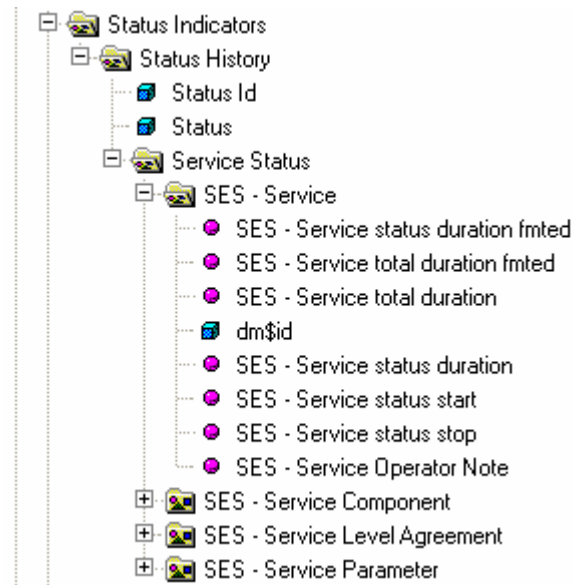 Status Indicators
Status History
Status Id
Status
Service Status
SES - Service
SES - Service status duration fmted
SES - Service total duration fmted
SES - Service total duration
dm$id
SES - Service status duration
SES - Service status start
SES - Service status stop
SES - Service Operator Note
SES - Service Component
SES - Service Level Agreement
SES - Service Parameter